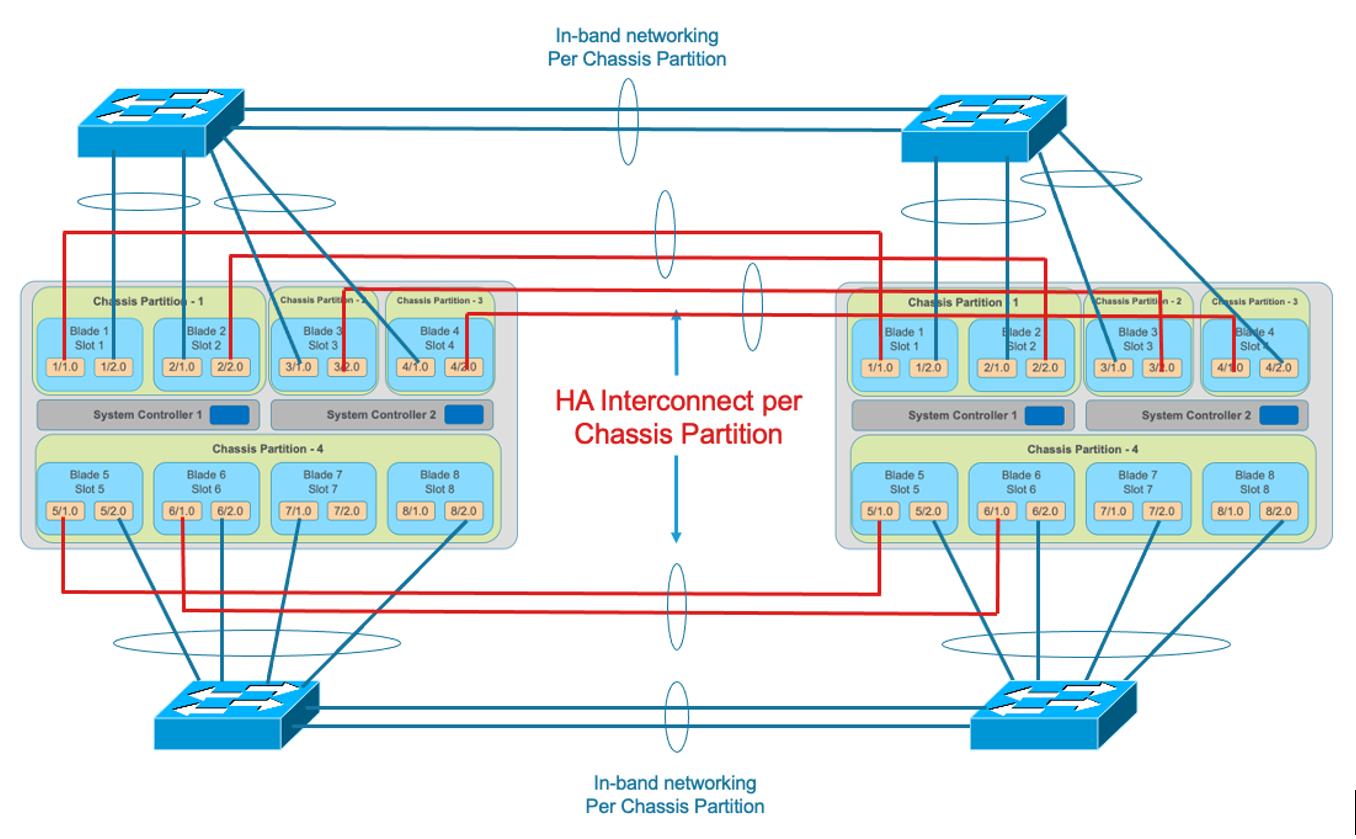 In-band networking
Per Chassis Partition
Chassis Partition - 1
Chassis Partition - 2
Chassis Partition - 3
Blade 1
Slot 1
Blade 2
Slot 2
Blade 3
Slot 3
Blade 4
Slot 4
1/1.0
1/2.0
2/1.0
2/2.0
3/1.0
3/2.0
4/1.0
4/2.0
System Controller 1
System Controller 2
Chassis Partition - 4
Blade 5
Slot 5
Blade 6
Slot 6
Blade 7
Slot 7
Blade 8
Slot 8
5/1.0
5/2.0
6/1.0
6/2.0
7/1.0
7/2.0
8/1.0
8/2.0
HA Interconnect per
Chassis Partition
Chassis Partition - 1
Chassis Partition - 2
Chassis Partition - 3
Blade 1
Slot 1
Blade 2
Slot 2
Blade 3
Slot 3
Blade 4
Slot 4
1/1.0
1/2.0
2/1.0
2/2.0
3/1.0
3/2.0
4/1.0
4/2.0
System Controller 1
System Controller 2
Chassis Partition - 4
Blade 5
Slot 5
Blade 6
Slot 6
Blade 7
Slot 7
Blade 8
Slot 8
5/1.0
5/2.0
6/1.0
6/2.0
7/1.0
7/2.0
8/1.0
8/2.0
In-band networking
Per Chassis Partition